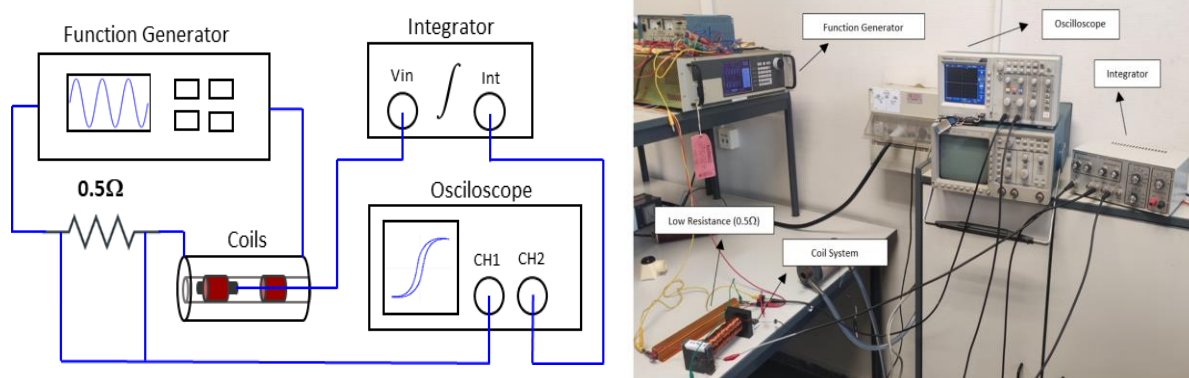 Function Generator
Integrator
Vin
Int
0.5Ω
Osciloscope
Coils
CH1
CH2
Function Generator
Oscilloscope
Integrator
Low Resistance (0.5Ω)
Coil System